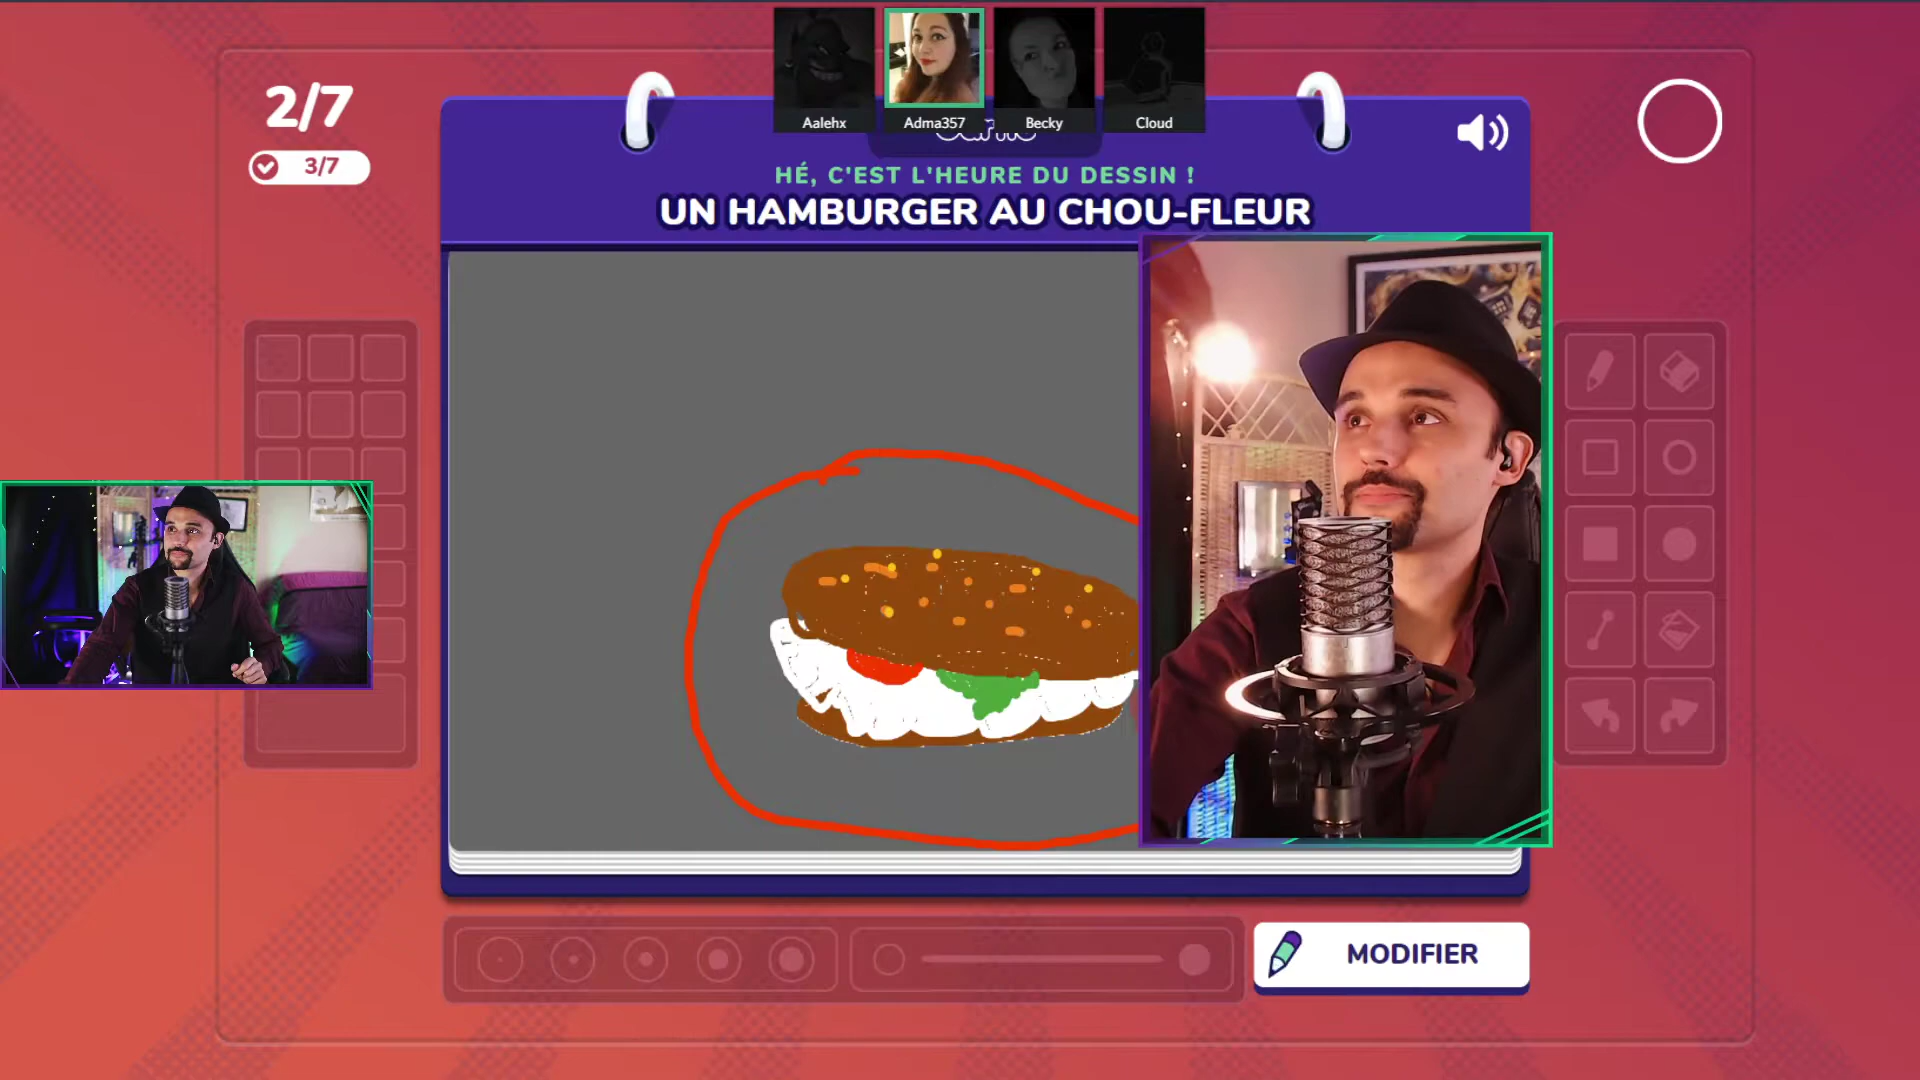 2/7
3/7
Aalehx
Adma357
Becky
Cloud
HÉ, C'EST L'HEURE DU DESSIN !
UN HAMBURGER AU CHOU-FLEUR
MODIFIER